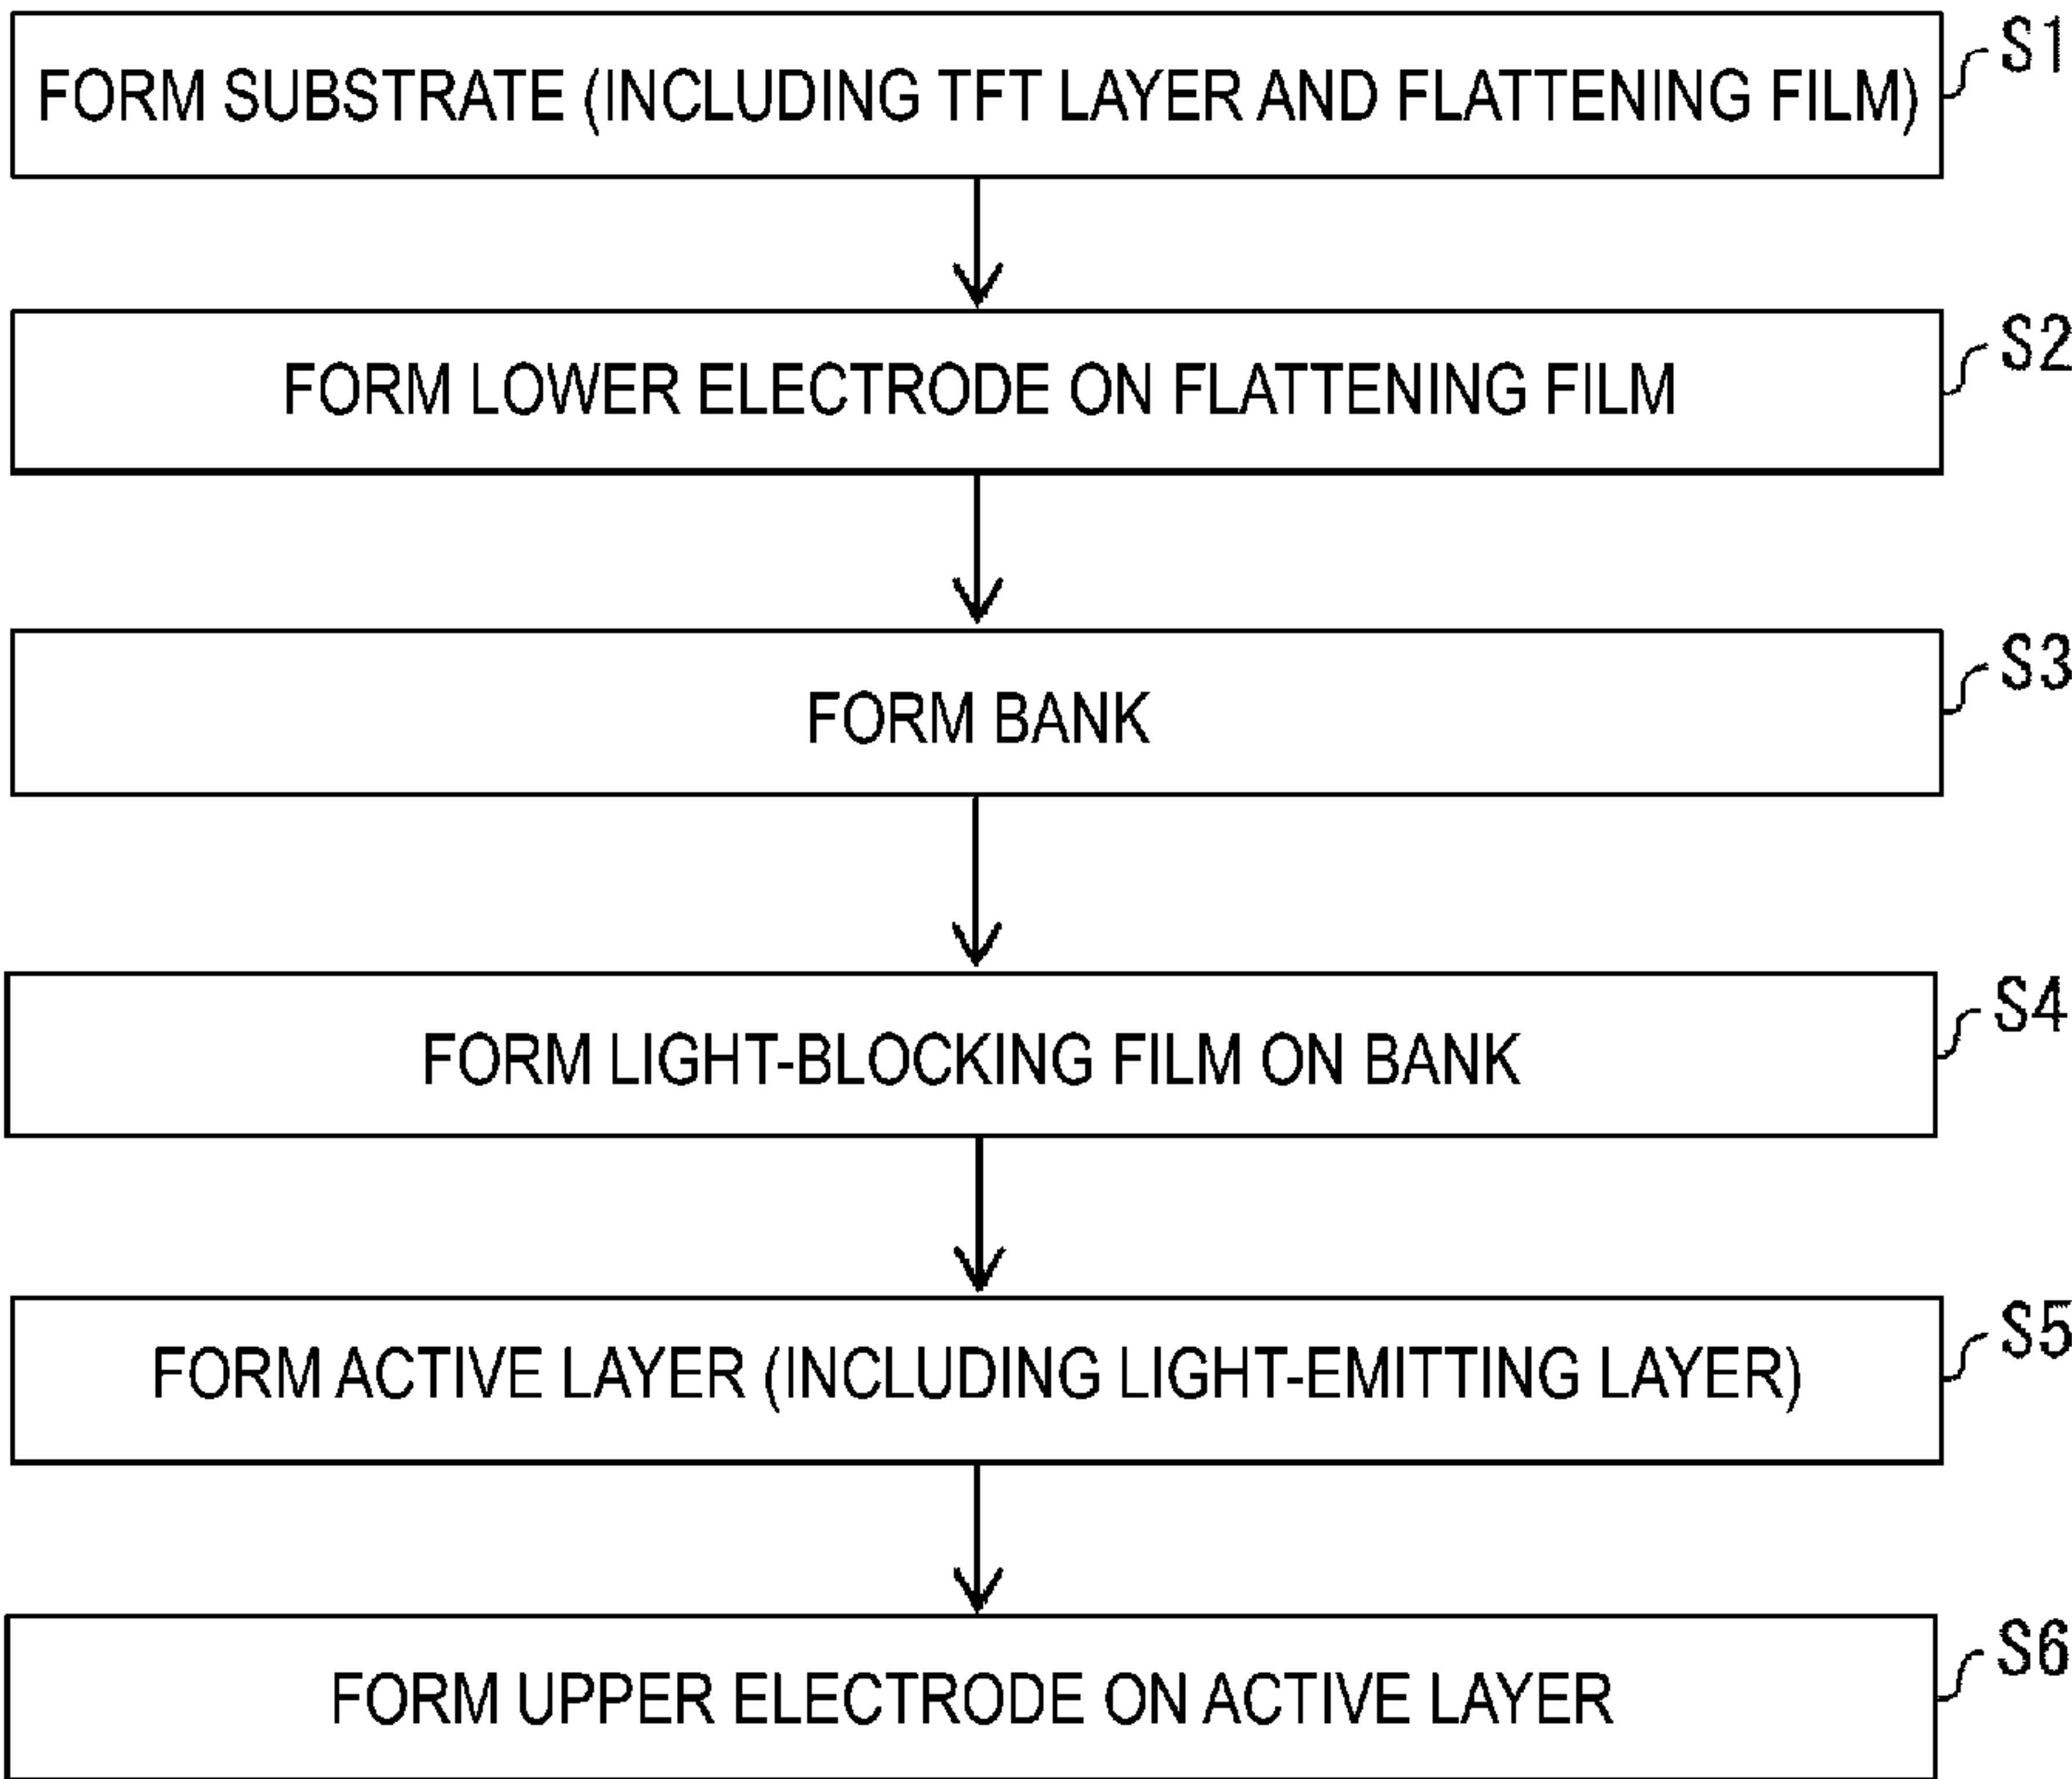 S1
FORM SUBSTRATE (INCLUDING TFT LAYER AND FLATTENING FILM)
S2
FORM LOWER ELECTRODE ON FLATTENING FILM
S3
FORM BANK
S4
FORM LIGHT-BLOCKING FILM ON BANK
S5
FORM ACTIVE LAYER (INCLUDING LIGHT-EMITTING LAYER)
S6
FORM UPPER ELECTRODE ON ACTIVE LAYER